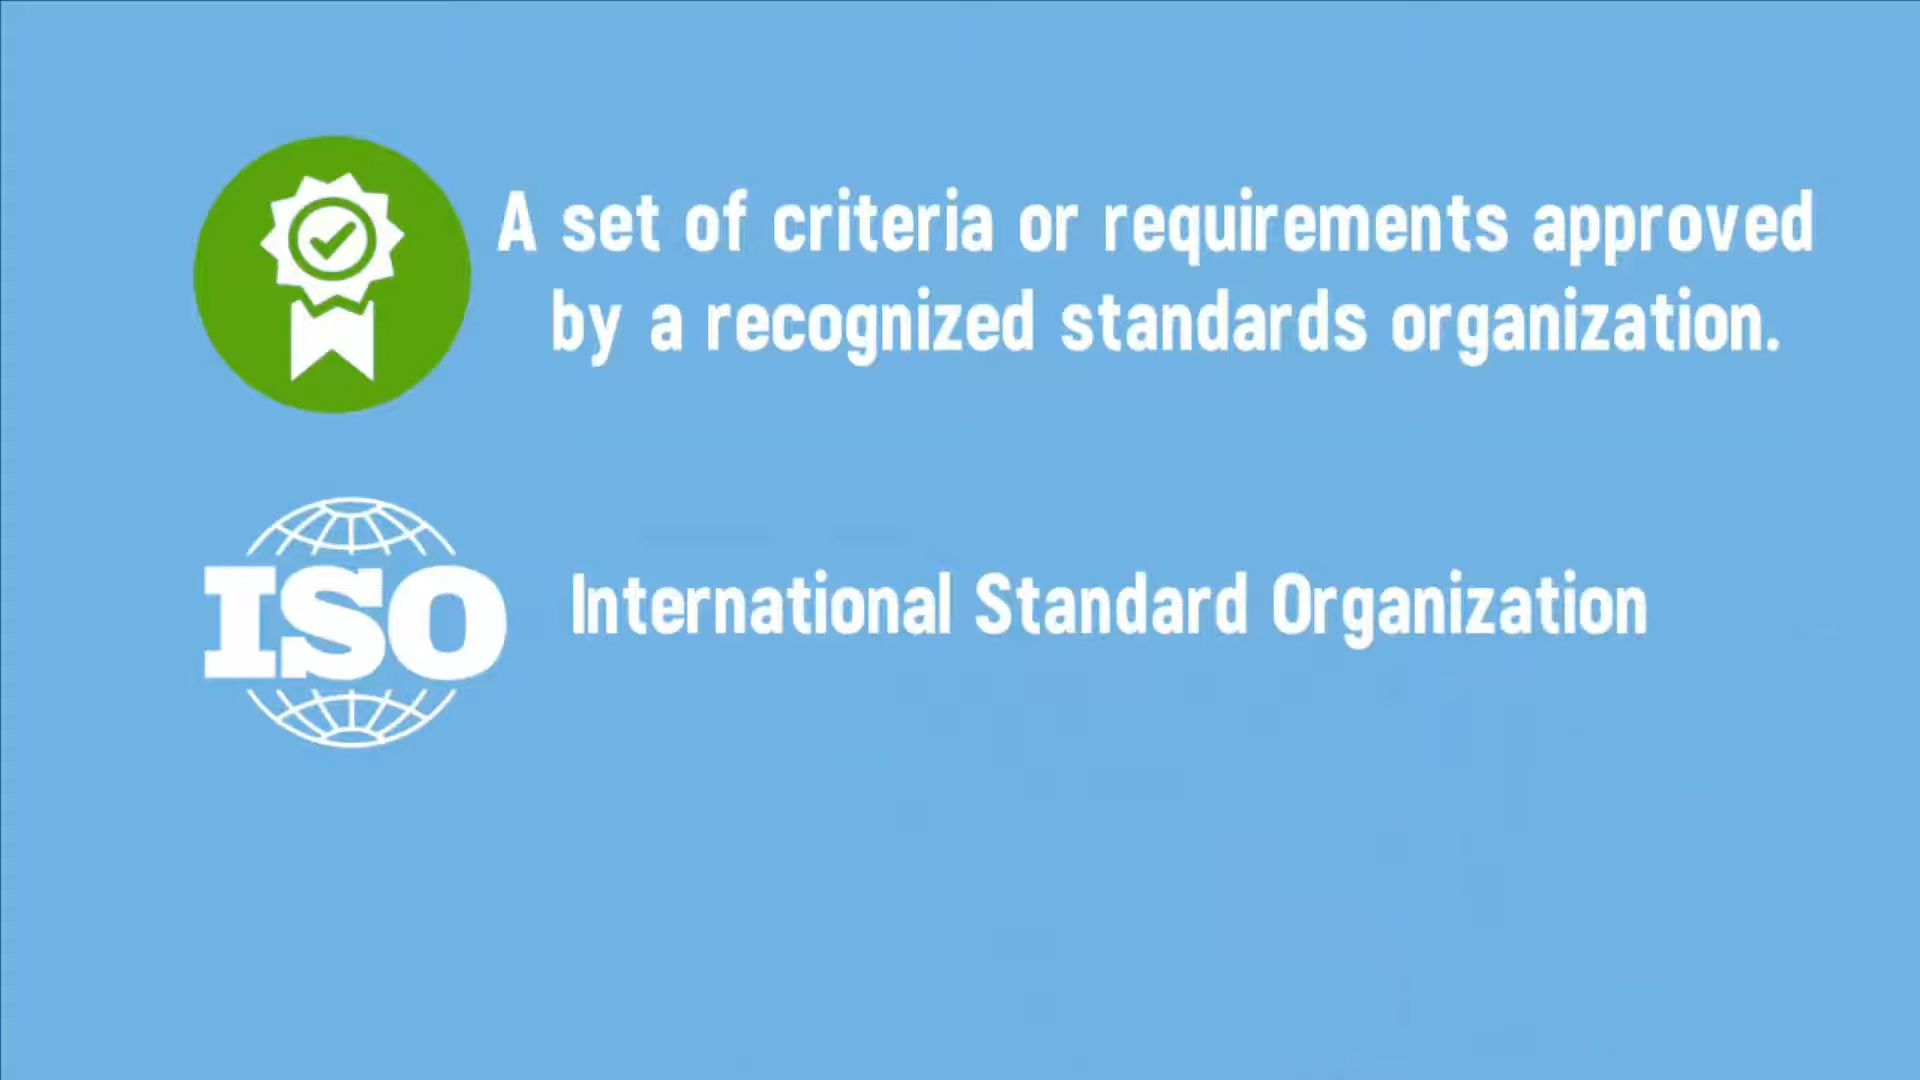 A set of criteria or requirements approved
by a recognized standards organization.
ISO
International Standard Organization